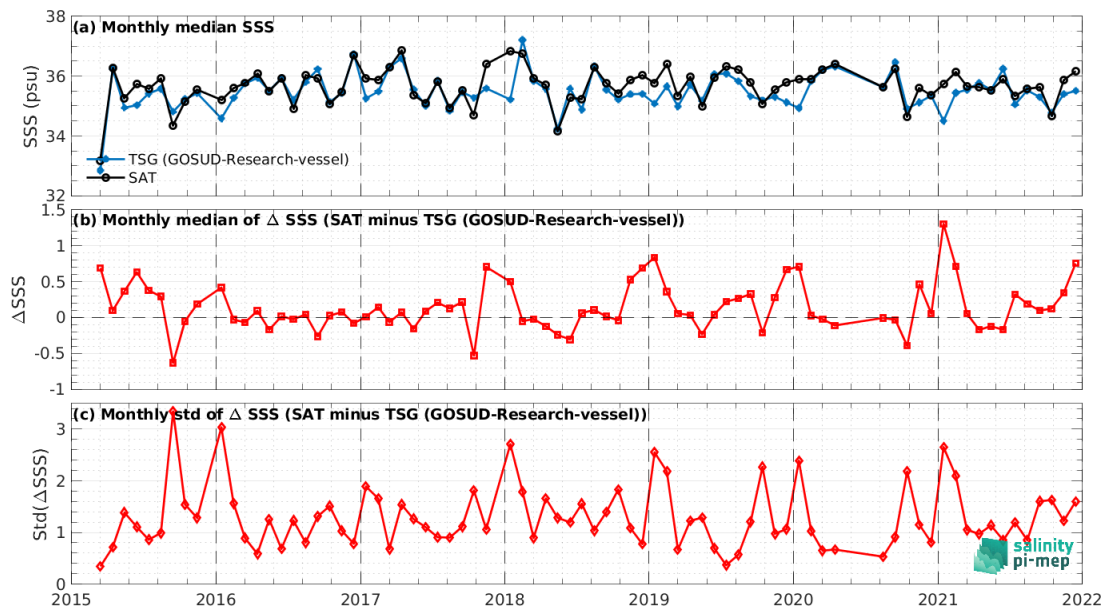 (a) Monthly median SSS
38
36
34
32
SSS (psu)
TSG (GOSUD-Research-vessel)
SAT
(b) Monthly median of Δ SSS (SAT minus TSG (GOSUD-Research-vessel))
1.5
1
0.5
0
-0.5
-1
ΔSSS
(c) Monthly std of Δ SSS (SAT minus TSG (GOSUD-Research-vessel))
3
2
1
0
Std(ΔSSS)
salinity
pi-mep
2015 2016 2017 2018 2019 2020 2021 2022